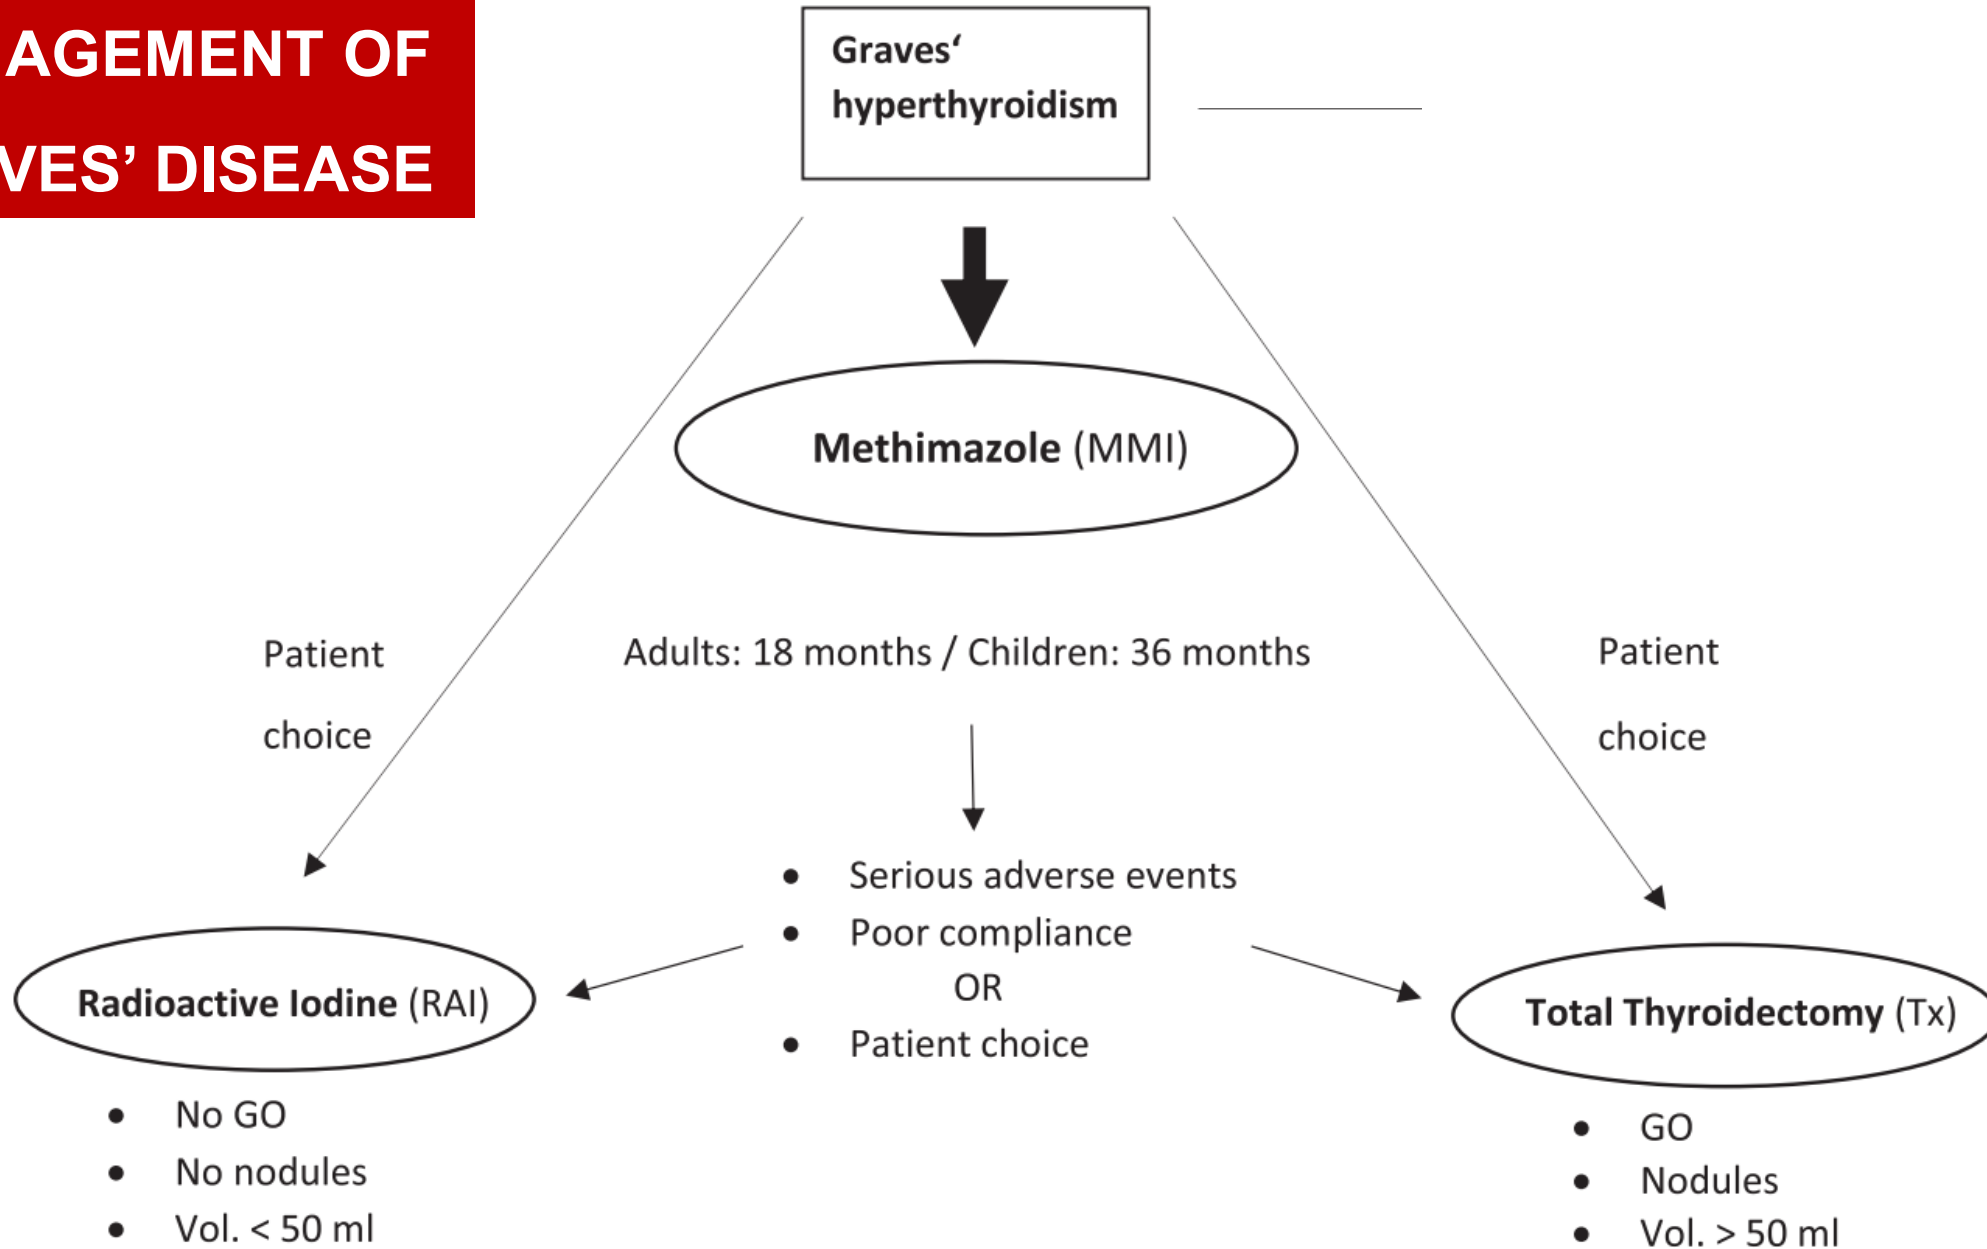 AGEMENT OF
VES’ DISEASE
Graves‘
hyperthyroidism
Methimazole (MMI)
Patient
choice
Adults: 18 months / Children: 36 months
Patient
choice
• Serious adverse events
• Poor compliance
OR
• Patient choice
Radioactive Iodine (RAI)
• No GO
• No nodules
• Vol. < 50 ml
Total Thyroidectomy (Tx)
• GO
• Nodules
• Vol. > 50 ml